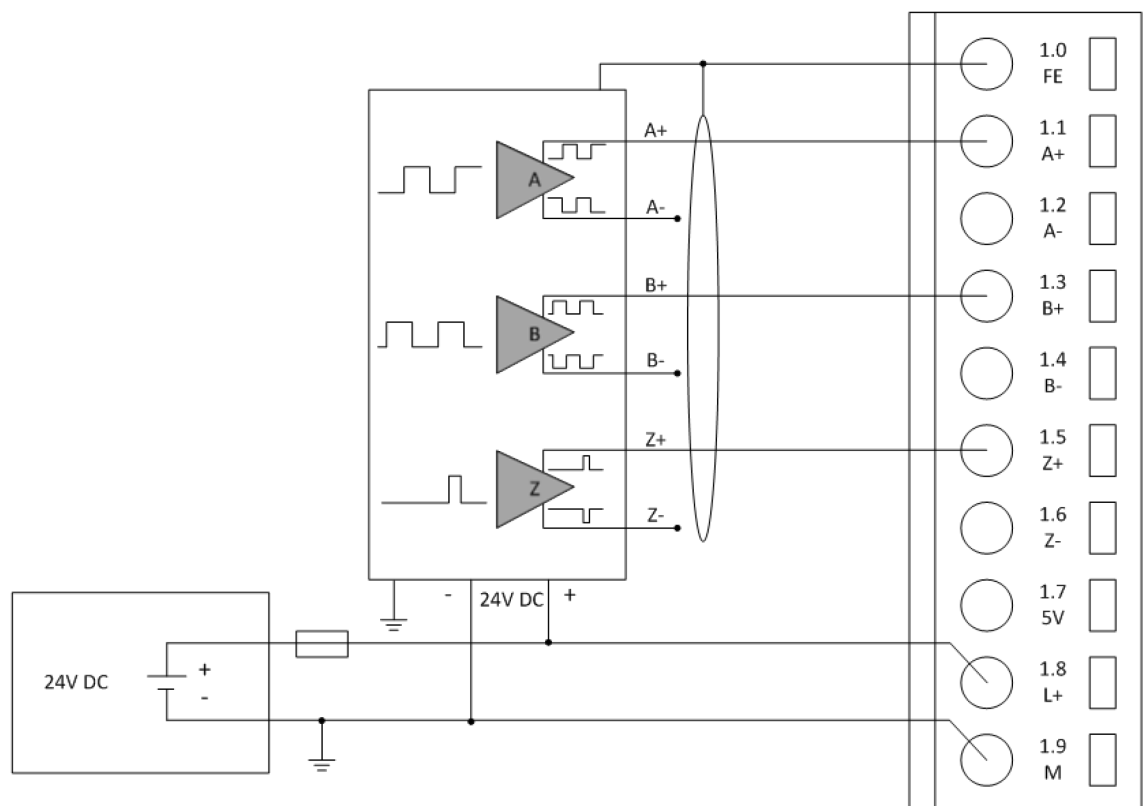 1.0
FE
A+
1.1
A+
A
A-
1.2
A-
B+
1.3
B+
B
B-
1.4
B-
Z+
1.5
Z+
Z
Z-
1.6
Z-
- 24V DC +
1.7
5V
24V DC
+
-
1.8
L+
1.9
M